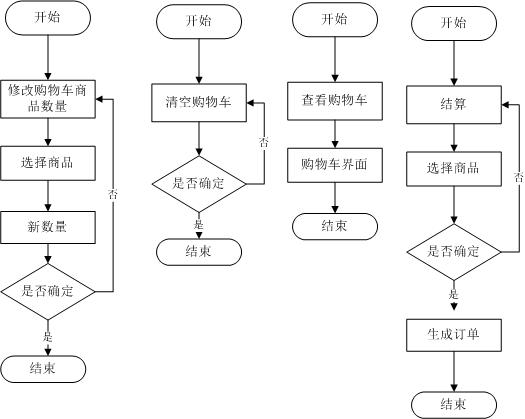 开始
修改购物车商
品数量
选择商品
新数量
是否确定
否
是
结束
开始
清空购物车
是否确定
否
是
结束
开始
查看购物车
购物车界面
结束
开始
结算
选择商品
是否确定
否
是
生成订单
结束